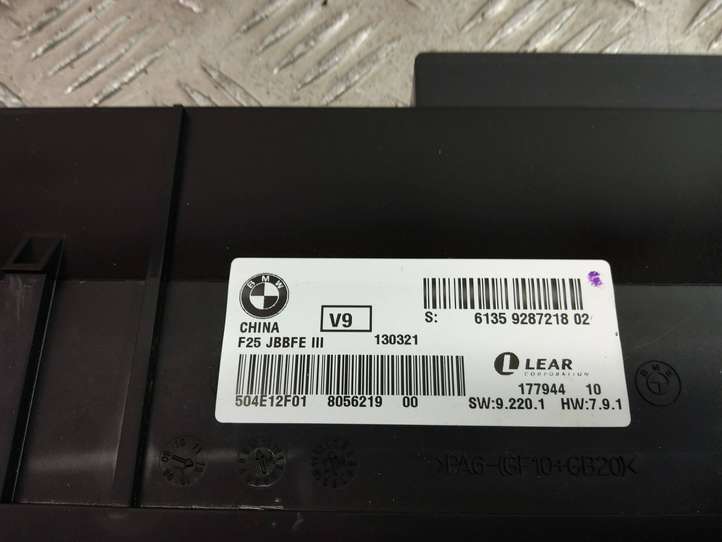 BMW
CHINA
V9
S: 6135 9287218 02
F25 JBBFE III 130321
LEAR
CORPORATION
177944 10
504E12F01 8056219 00
SW:9.220.1 HW:7.9.1
BMW
>PA6-(GF10+GB20)<